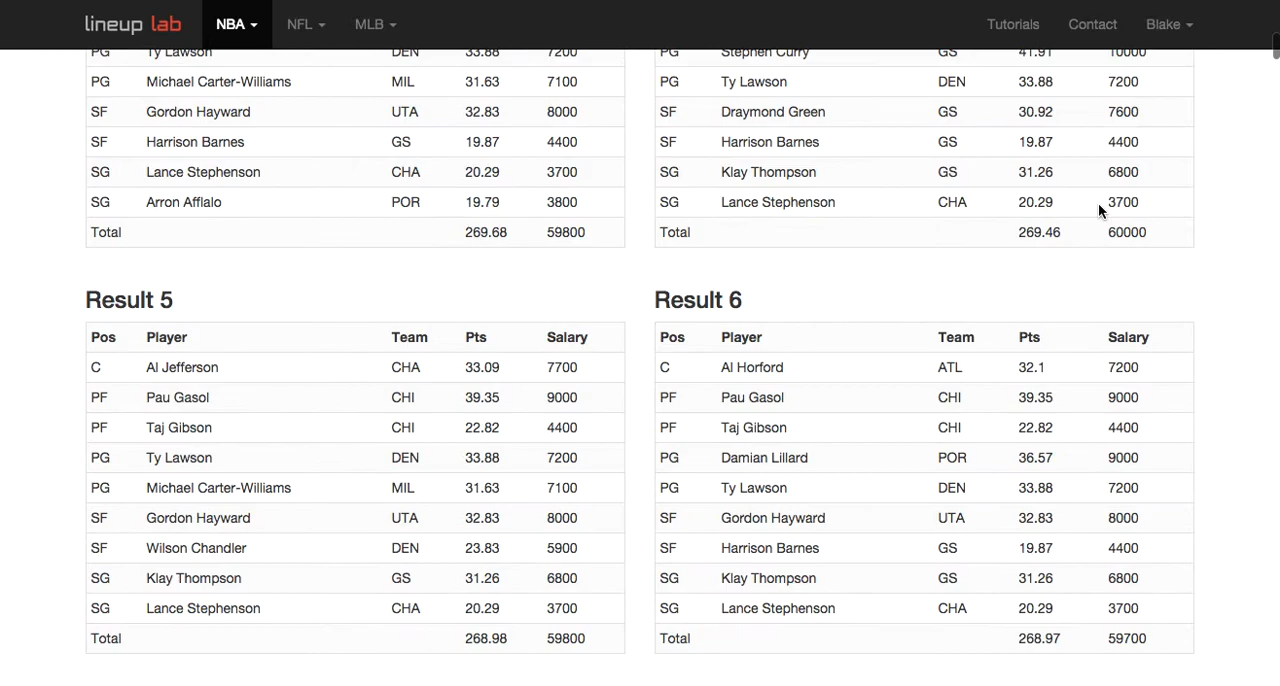 lineup lab NBA NFL MLB Tutorials Contact Blake
PG Ty Lawson DEN 33.88 7200
PG Michael Carter-Williams MIL 31.63 7100
SF Gordon Hayward UTA 32.83 8000
SF Harrison Barnes GS 19.87 4400
SG Lance Stephenson CHA 20.29 3700
SG Arron Afflalo POR 19.79 3800
Total 269.68 59800
PG Stephen Curry GS 41.91 10000
PG Ty Lawson DEN 33.88 7200
SF Draymond Green GS 30.92 7600
SF Harrison Barnes GS 19.87 4400
SG Klay Thompson GS 31.26 6800
SG Lance Stephenson CHA 20.29 3700
Total 269.46 60000
Result 5
Pos Player Team Pts Salary
C Al Jefferson CHA 33.09 7700
PF Pau Gasol CHI 39.35 9000
PF Taj Gibson CHI 22.82 4400
PG Ty Lawson DEN 33.88 7200
PG Michael Carter-Williams MIL 31.63 7100
SF Gordon Hayward UTA 32.83 8000
SF Wilson Chandler DEN 23.83 5900
SG Klay Thompson GS 31.26 6800
SG Lance Stephenson CHA 20.29 3700
Total 268.98 59800
Result 6
Pos Player Team Pts Salary
C Al Horford ATL 32.1 7200
PF Pau Gasol CHI 39.35 9000
PF Taj Gibson CHI 22.82 4400
PG Damian Lillard POR 36.57 9000
PG Ty Lawson DEN 33.88 7200
SF Gordon Hayward UTA 32.83 8000
SF Harrison Barnes GS 19.87 4400
SG Klay Thompson GS 31.26 6800
SG Lance Stephenson CHA 20.29 3700
Total 268.97 59700